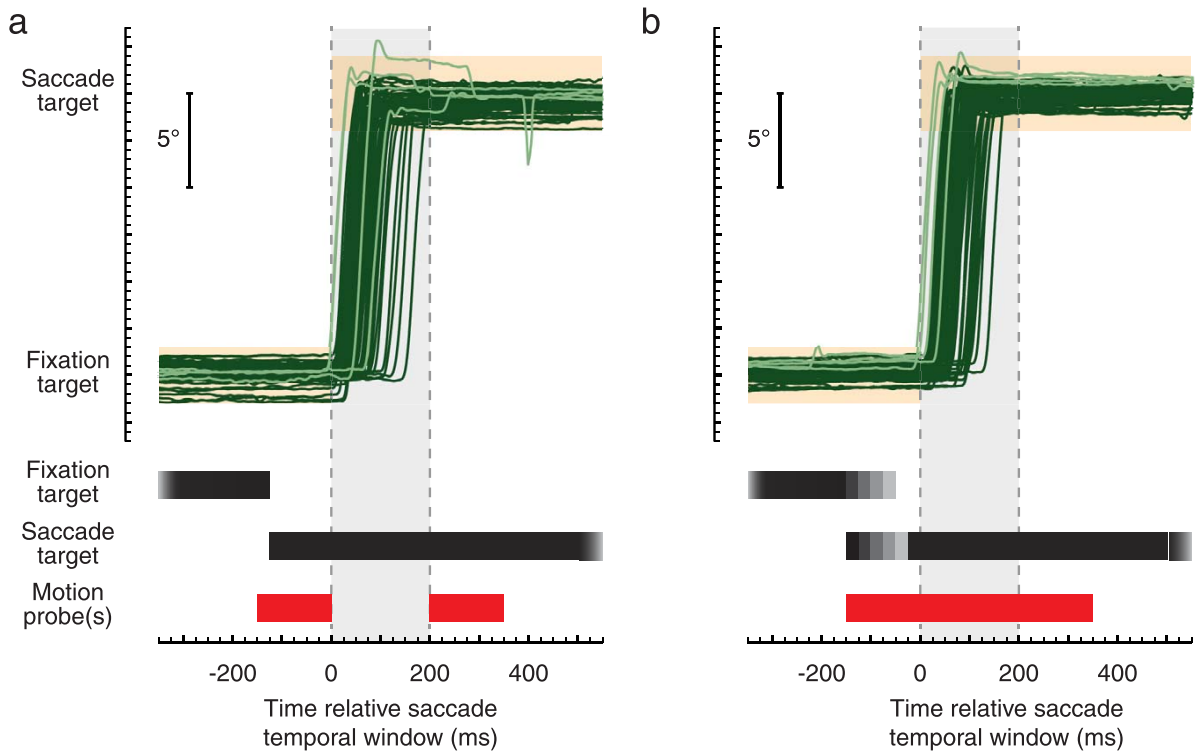 a
Saccade
target
5°
Fixation
target
Fixation
target
Saccade
target
Motion
probe(s)
-200 0 200 400
Time relative saccade
temporal window (ms)
b
5°
-200 0 200 400
Time relative saccade
temporal window (ms)